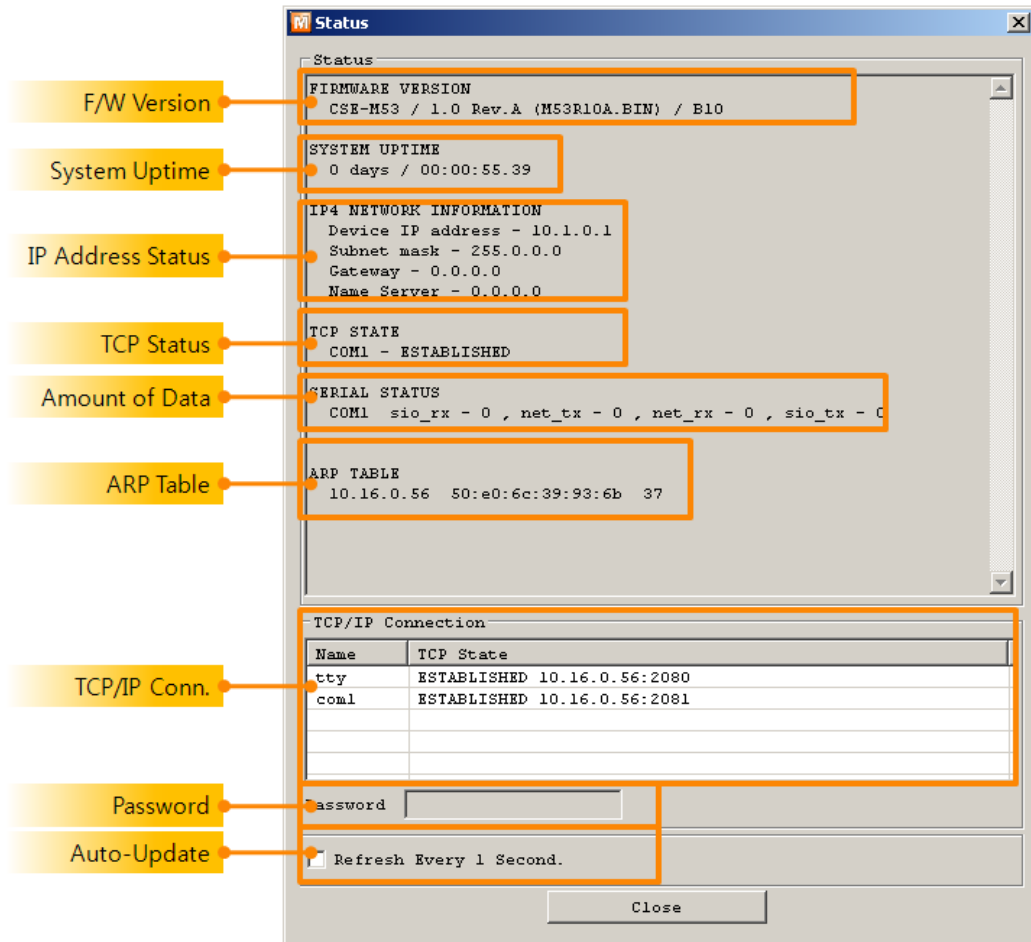 Status
Status
F/W Version
FIRMWARE VERSION
CSE-M53 / 1.0 Rev.A (M53R10A.BIN) / B10
System Uptime
SYSTEM UPTIME
0 days / 00:00:55.39
IP Address Status
IP4 NETWORK INFORMATION
Device IP address - 10.1.0.1
Subnet mask - 255.0.0.0
Gateway - 0.0.0.0
Name Server - 0.0.0.0
TCP Status
TCP STATE
COM1 - ESTABLISHED
Amount of Data
SERIAL STATUS
COM1 sio_rx - 0 , net_tx - 0 , net_rx - 0 , sio_tx - 0
ARP Table
ARP TABLE
10.16.0.56 50:e0:6c:39:93:6b 37
TCP/IP Connection
Name TCP State
TCP/IP Conn.
tty ESTABLISHED 10.16.0.56:2080
com1 ESTABLISHED 10.16.0.56:2081
Password
Password
Auto-Update
Refresh Every 1 Second.
Close